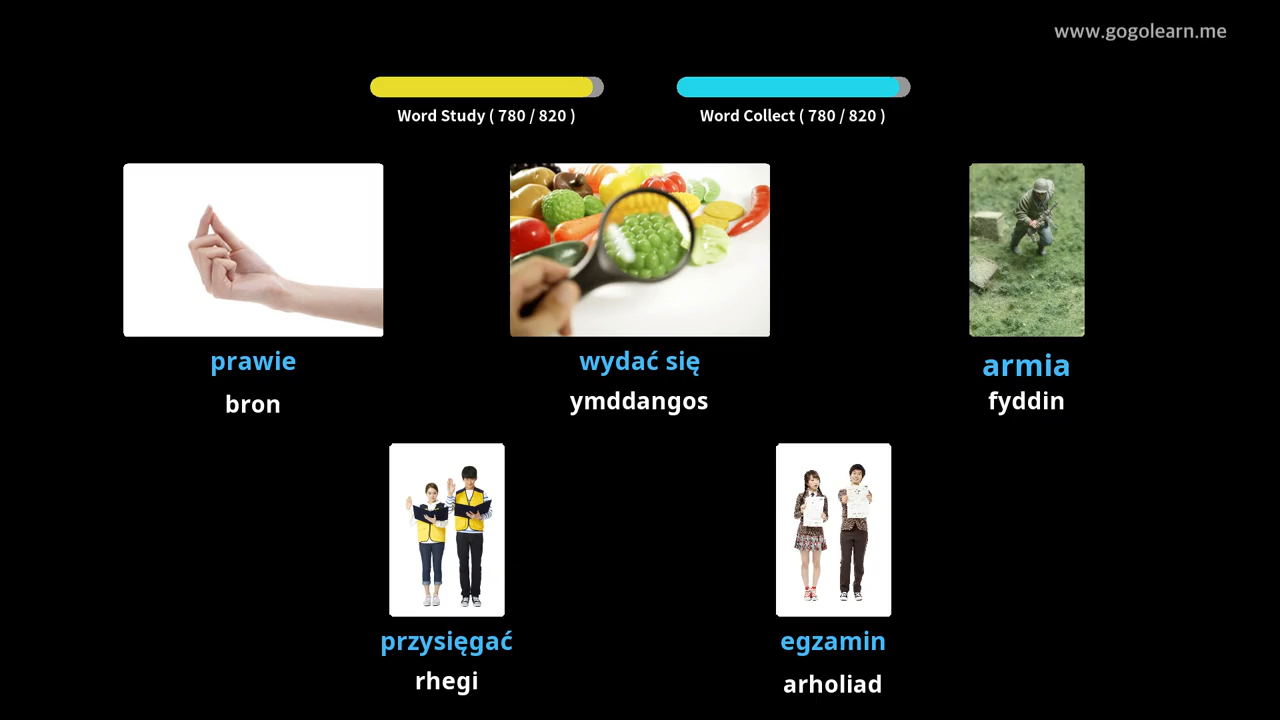 www.gogolearn.me
Word Study ( 780 / 820 )
Word Collect ( 780 / 820 )
prawie
bron
wydać się
ymddangos
armia
fyddin
przysięgać
rhegi
egzamin
arholiad